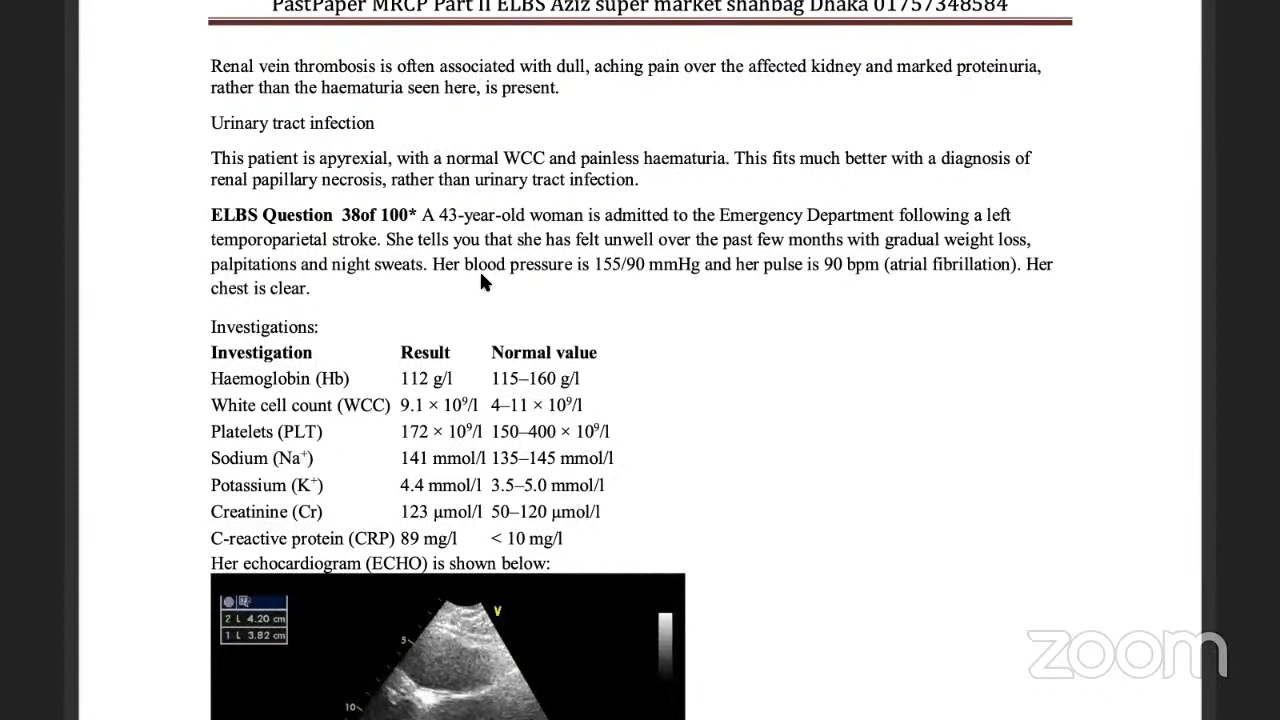 PastPaper MRCP Part II ELBS Aziz super market shahbag Dhaka 01757348584
Renal vein thrombosis is often associated with dull, aching pain over the affected kidney and marked proteinuria,
rather than the haematuria seen here, is present.
Urinary tract infection
This patient is apyrexial, with a normal WCC and painless haematuria. This fits much better with a diagnosis of
renal papillary necrosis, rather than urinary tract infection.
ELBS Question 38of 100* A 43-year-old woman is admitted to the Emergency Department following a left
temporoparietal stroke. She tells you that she has felt unwell over the past few months with gradual weight loss,
palpitations and night sweats. Her blood pressure is 155/90 mmHg and her pulse is 90 bpm (atrial fibrillation). Her
chest is clear.
Investigations:
Investigation Result Normal value
Haemoglobin (Hb) 112 g/l 115–160 g/l
White cell count (WCC) 9.1 × 10⁹/l 4–11 × 10⁹/l
Platelets (PLT) 172 × 10⁹/l 150–400 × 10⁹/l
Sodium (Na⁺) 141 mmol/l 135–145 mmol/l
Potassium (K⁺) 4.4 mmol/l 3.5–5.0 mmol/l
Creatinine (Cr) 123 μmol/l 50–120 μmol/l
C-reactive protein (CRP) 89 mg/l < 10 mg/l
Her echocardiogram (ECHO) is shown below:
V
2 L 4.20 cm
1 L 3.82 cm
5
10
zoom